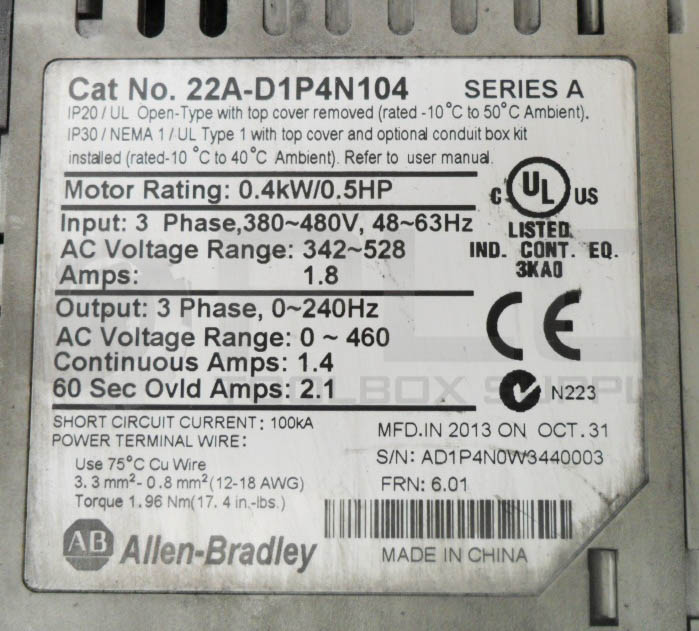 Cat No. 22A-D1P4N104 SERIES A
IP20 / UL Open-Type with top cover removed (rated -10°C to 50°C Ambient).
IP30 / NEMA 1 / UL Type 1 with top cover and optional conduit box kit
installed (rated-10 °C to 40°C Ambient). Refer to user manual.
Motor Rating: 0.4kW/0.5HP
C UL US
LISTED
IND. CONT. EQ.
3KA0
Input: 3 Phase,380~480V, 48~63Hz
AC Voltage Range: 342~528
Amps: 1.8
Output: 3 Phase, 0~240Hz
AC Voltage Range: 0 ~ 460
Continuous Amps: 1.4
60 Sec Ovld Amps: 2.1
CE
N223
SHORT CIRCUIT CURRENT: 100kA
POWER TERMINAL WIRE:
Use 75°C Cu Wire
3.3 mm²- 0.8 mm² (12-18 AWG)
Torque 1.96 Nm(17.4 in.-lbs.)
MFD.IN 2013 ON OCT.31
S/N: AD1P4N0W3440003
FRN: 6.01
AB Allen-Bradley
MADE IN CHINA